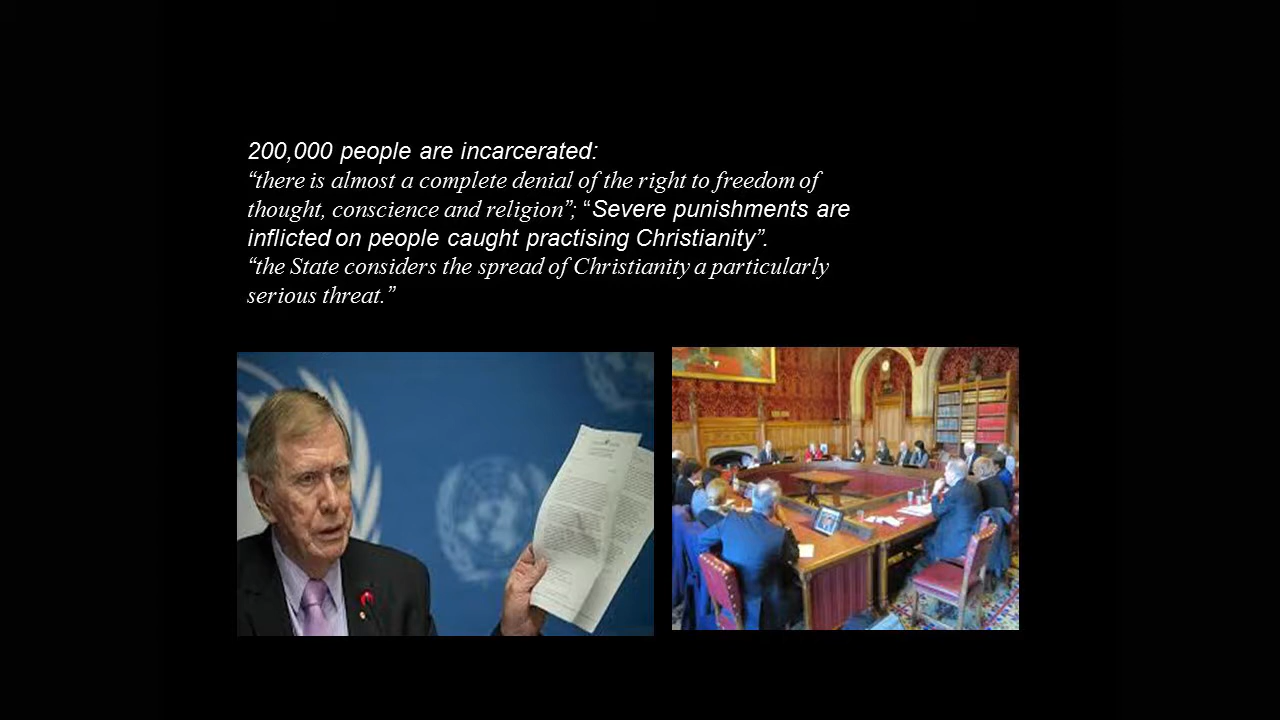 200,000 people are incarcerated:
“there is almost a complete denial of the right to freedom of
thought, conscience and religion”; “Severe punishments are
inflicted on people caught practising Christianity”.
“the State considers the spread of Christianity a particularly
serious threat.”